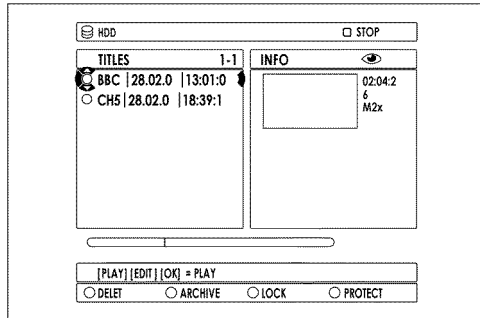 HDD STOP
TITLES 1-1 INFO
BBC |28.02.0 |13:01:0 02:04:2
6
CH5 |28.02.0 |18:39:1 M2x
[PLAY] [EDIT] [OK] = PLAY
DELET ARCHIVE LOCK PROTECT